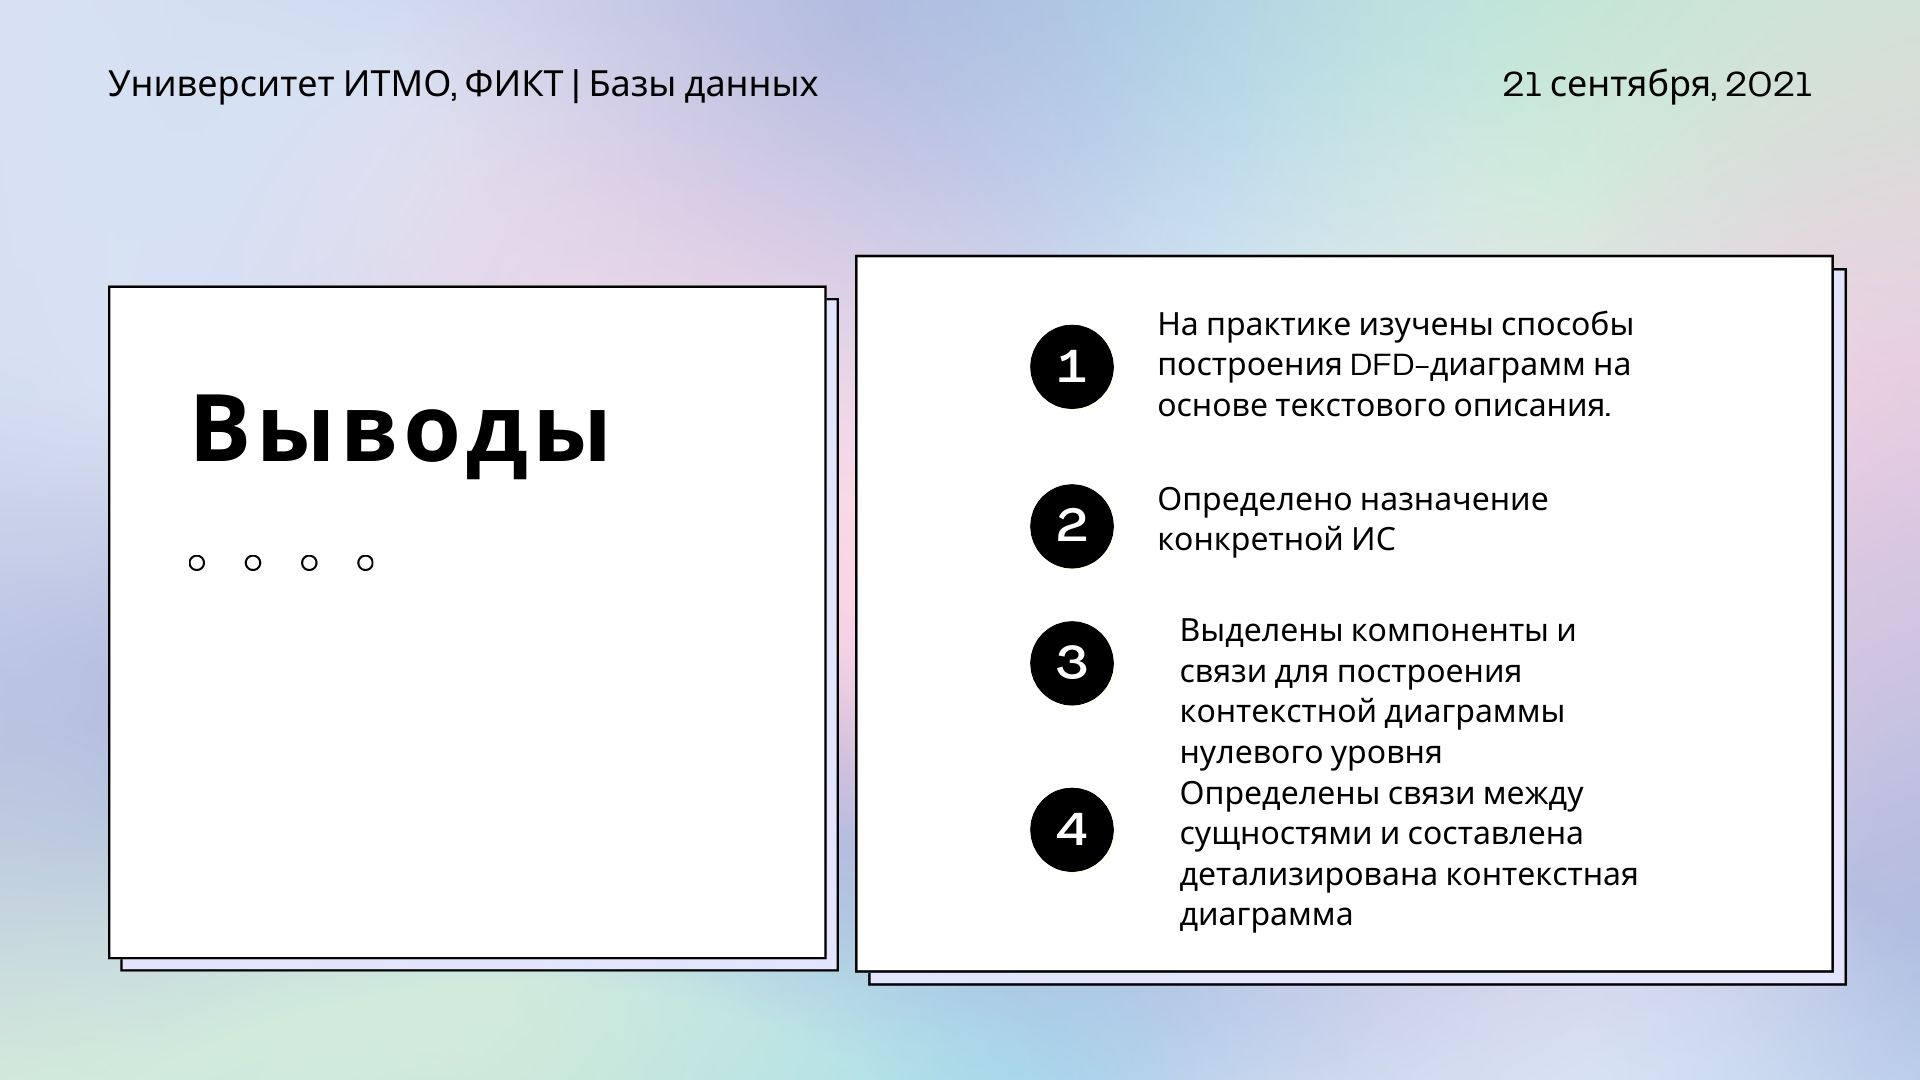 Университет ИТМО, ФИКТ | Базы данных
21 сентября, 2021
Выводы
1
На практике изучены способы
построения DFD-диаграмм на
основе текстового описания.
2
Определено назначение
конкретной ИС
3
Выделены компоненты и
связи для построения
контекстной диаграммы
нулевого уровня
4
Определены связи между
сущностями и составлена
детализирована контекстная
диаграмма